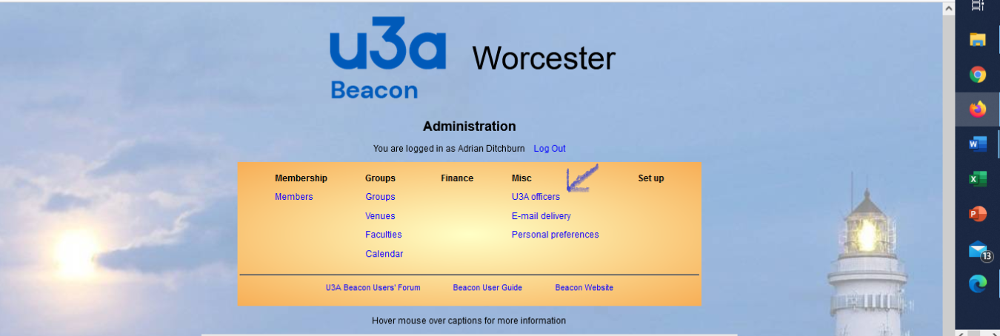 u3a Worcester
Beacon
Administration
You are logged in as Adrian Ditchburn Log Out
Membership Groups Finance Misc Set up
Members Groups U3A officers
Venues E-mail delivery
Faculties Personal preferences
Calendar
U3A Beacon Users' Forum Beacon User Guide Beacon Website
Hover mouse over captions for more information
W
X
P
13